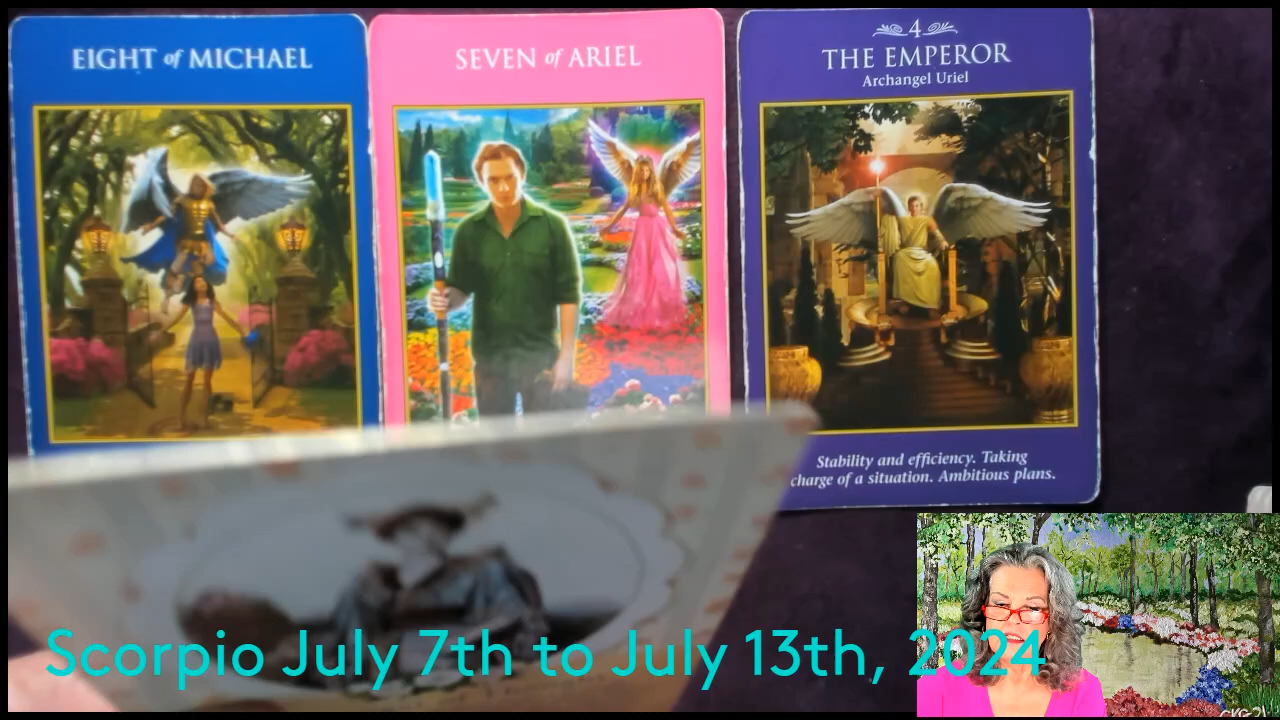 EIGHT of MICHAEL
SEVEN of ARIEL
4
THE EMPEROR
Archangel Uriel
Stability and efficiency. Taking
charge of a situation. Ambitious plans.
Scorpio July 7th to July 13th, 2024